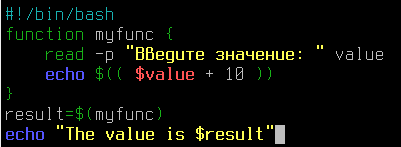 #!/bin/bash
function myfunc {
    read -p "ВВедите значение: " value
    echo $(( $value + 10 ))
}
result=$(myfunc)
echo "The value is $result"